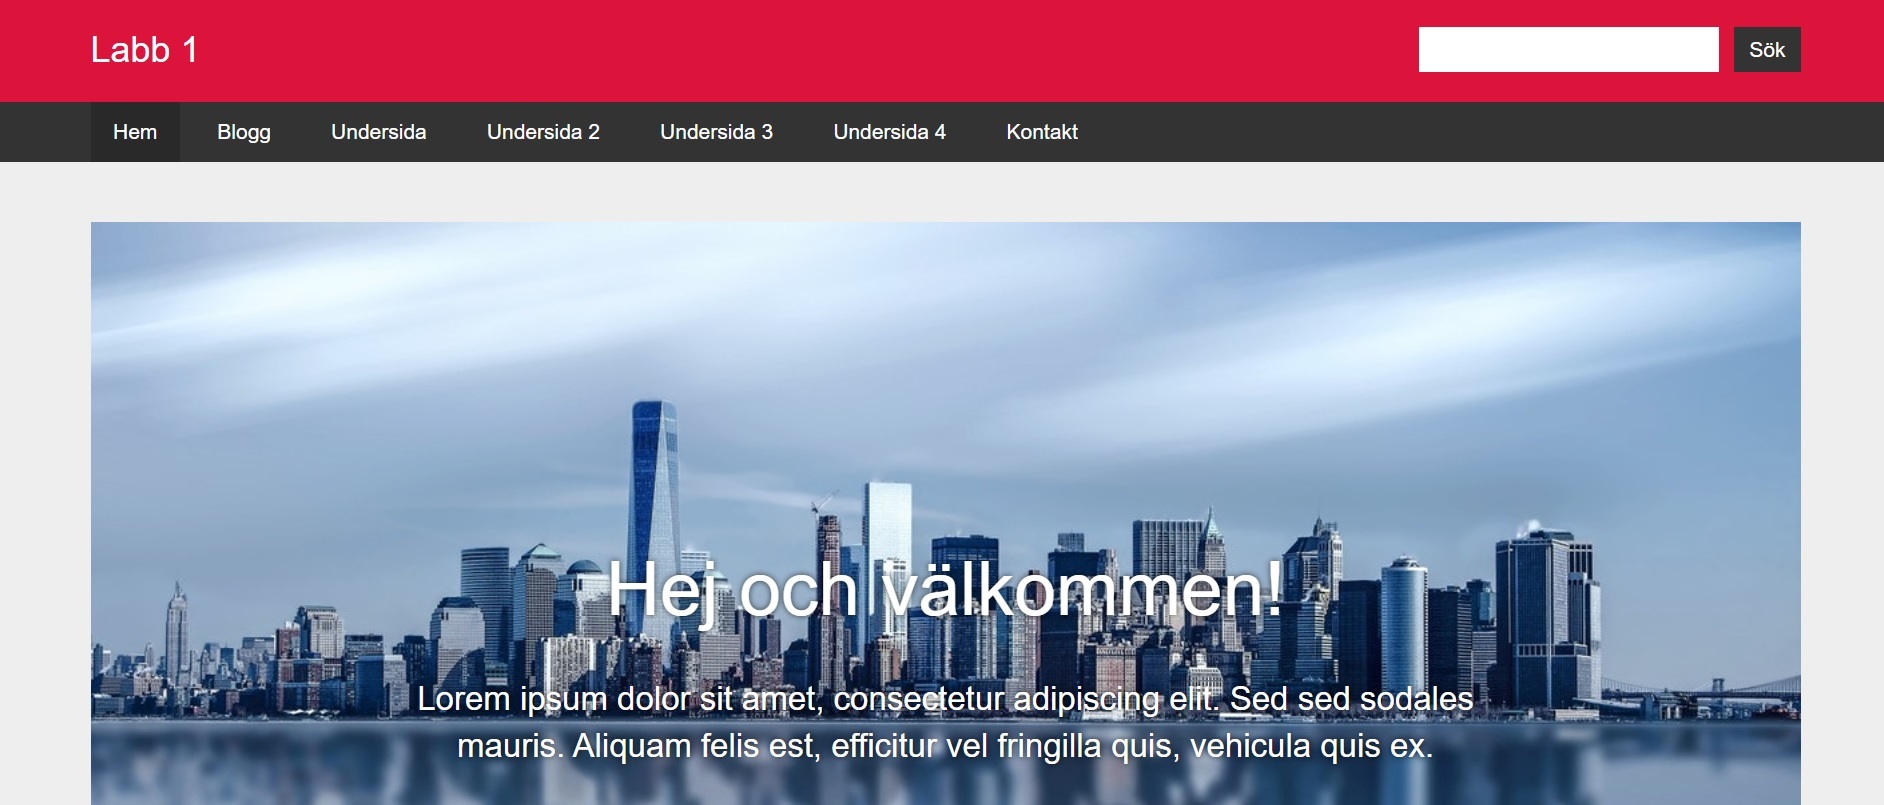 Labb 1
Sök
Hem Blogg Undersida Undersida 2 Undersida 3 Undersida 4 Kontakt
Hej och välkommen!
Lorem ipsum dolor sit amet, consectetur adipiscing elit. Sed sed sodales
mauris. Aliquam felis est, efficitur vel fringilla quis, vehicula quis ex.